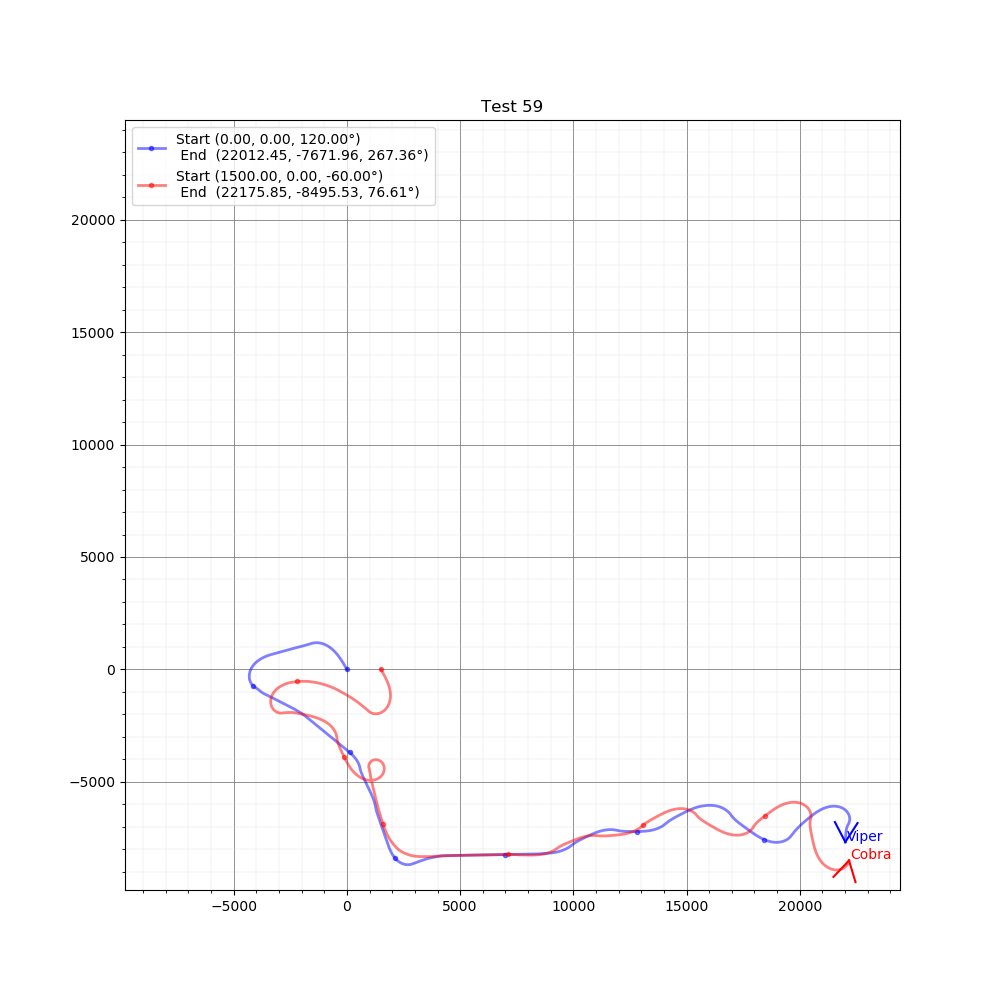 Test 59
Start (0.00, 0.00, 120.00°)
End (22012.45, -7671.96, 267.36°)
Start (1500.00, 0.00, -60.00°)
End (22175.85, -8495.53, 76.61°)
20000
15000
10000
5000
0
−5000
Viper
Cobra
−5000 0 5000 10000 15000 20000